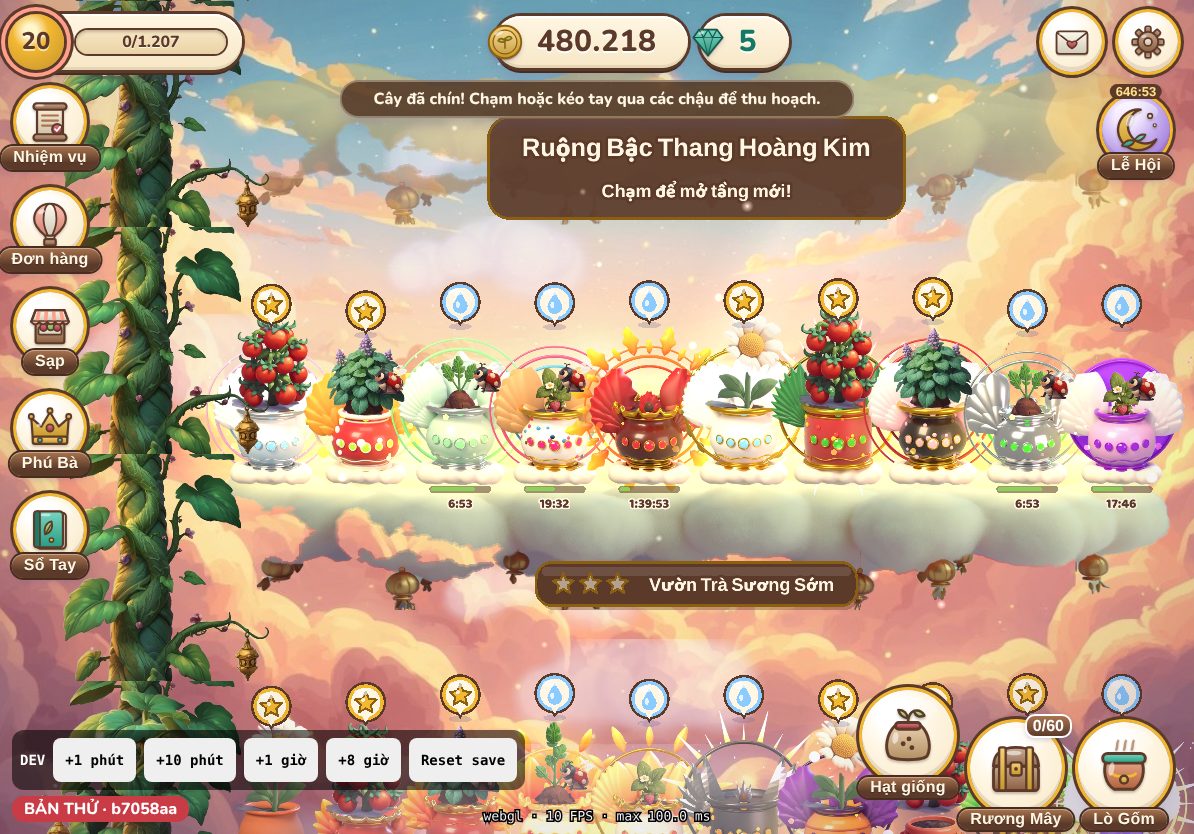 20
0/1.207
480.218
5
646:53
Cây đã chín! Chạm hoặc kéo tay qua các chậu để thu hoạch.
Ruộng Bậc Thang Hoàng Kim
Chạm để mở tầng mới!
Nhiệm vụ
Lễ Hội
Đơn hàng
Sạp
Phú Bà
Sổ Tay
6:53
19:32
1:39:53
6:53
17:46
Vườn Trà Sương Sớm
0/60
Hạt giống
Rương Mây
Lò Gốm
DEV
+1 phút
+10 phút
+1 giờ
+8 giờ
Reset save
BẢN THỬ · b7058aa
webgl · 10 FPS · max 100.0 ms